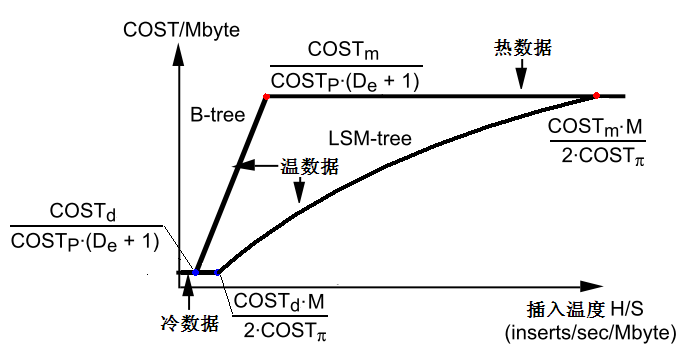 COST/Mbyte
COSTₘ
COSTP·(Dₑ + 1)
热数据
B-tree
LSM-tree
COSTₘ·M
2·COSTπ
温数据
COSTd
COSTP·(Dₑ + 1)
冷数据
COSTd·M
2·COSTπ
插入温度 H/S
(inserts/sec/Mbyte)